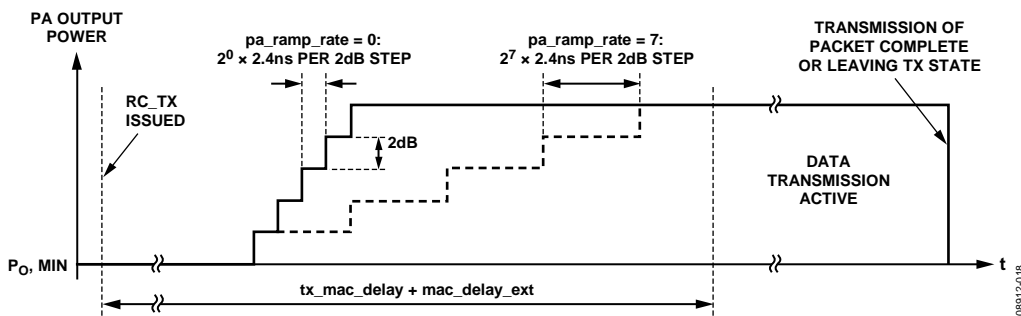 PA OUTPUT
POWER
pa_ramp_rate = 0:
2⁰ × 2.4ns PER 2dB STEP
pa_ramp_rate = 7:
2⁷ × 2.4ns PER 2dB STEP
TRANSMISSION OF
PACKET COMPLETE
OR LEAVING TX STATE
RC_TX
ISSUED
2dB
DATA
TRANSMISSION
ACTIVE
P_O, MIN
t
tx_mac_delay + mac_delay_ext
08912-018